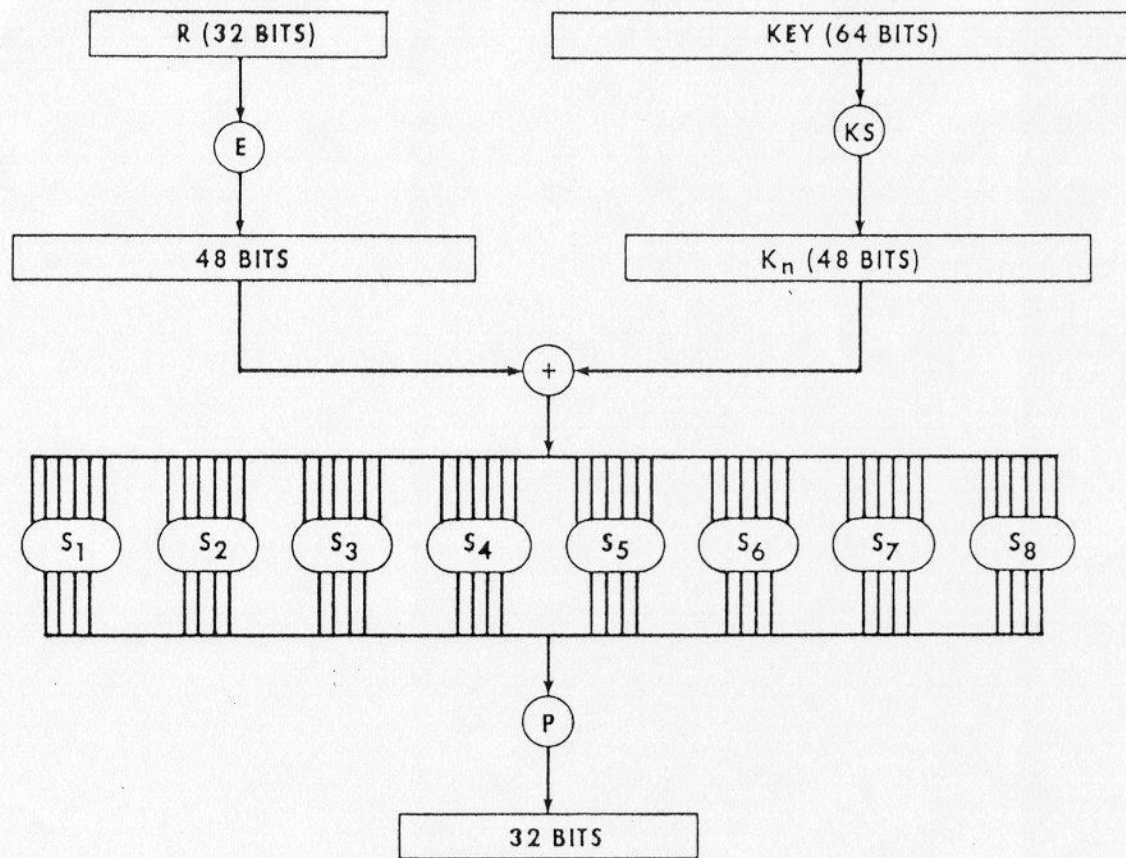 R (32 BITS)
KEY (64 BITS)
E
KS
48 BITS
Kn (48 BITS)
+
S1 S2 S3 S4 S5 S6 S7 S8
P
32 BITS